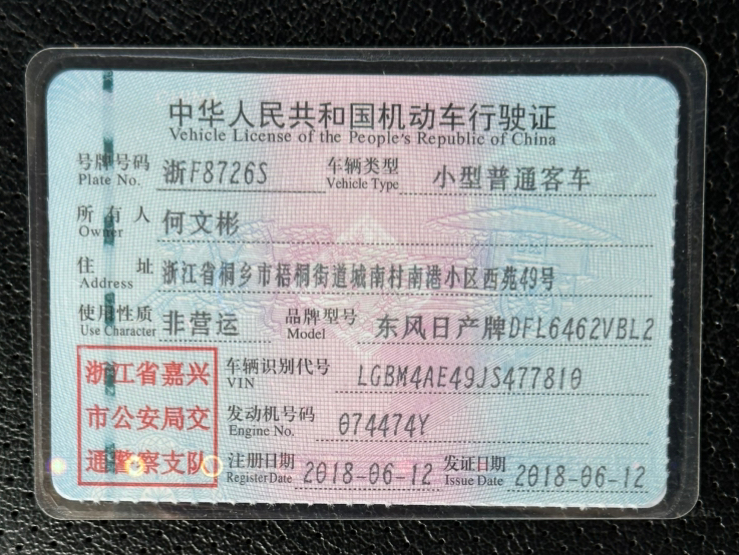 中华人民共和国机动车行驶证
Vehicle License of the People's Republic of China
号牌号码 浙F8726S 车辆类型 小型普通客车
Plate No. Vehicle Type
所有人 何文彬
Owner
住址 浙江省桐乡市梧桐街道城南村南港小区西苑49号
Address
使用性质 非营运 品牌型号 东风日产牌DFL6462VBL2
Use Character Model
浙江省嘉兴
市公安局交
通警察支队
车辆识别代号 LGBM4AE49JS477810
VIN
发动机号码 074474Y
Engine No.
注册日期 2018-06-12 发证日期 2018-06-12
Register Date Issue Date